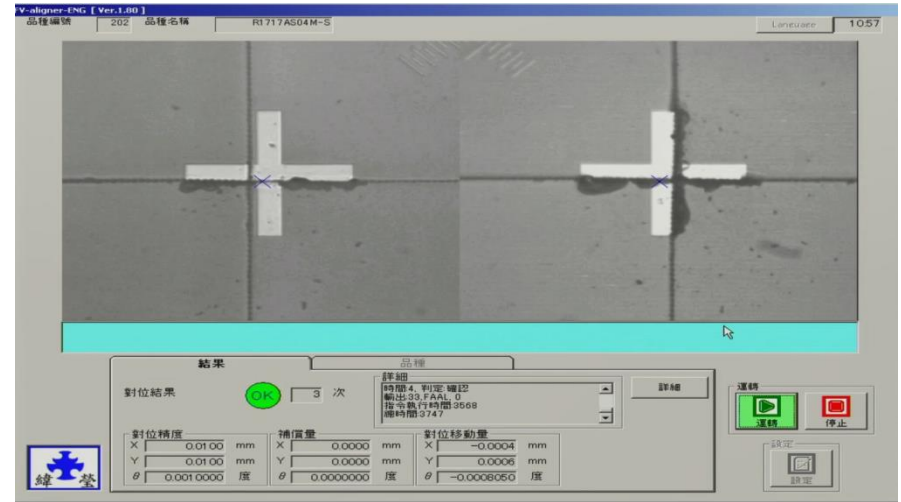 FV-aligner-ENG [ Ver.1.80 ]
品種編號 202 品種名稱 R1717AS04M-S Language 10:57
結果 品種
對位結果 OK 3 次
詳細
時間:4, 判定:確認
輸出:33,FAAL, 0
指令執行時間:3568
總時間:3747
詳細
運轉
運轉 停止
對位精度 補償量 對位移動量
X 0.0100 mm X 0.0000 mm X -0.0004 mm
Y 0.0100 mm Y 0.0000 mm Y 0.0006 mm
θ 0.0010000 度 θ 0.0000000 度 θ -0.0008050 度
設定
設定
緯 瑩